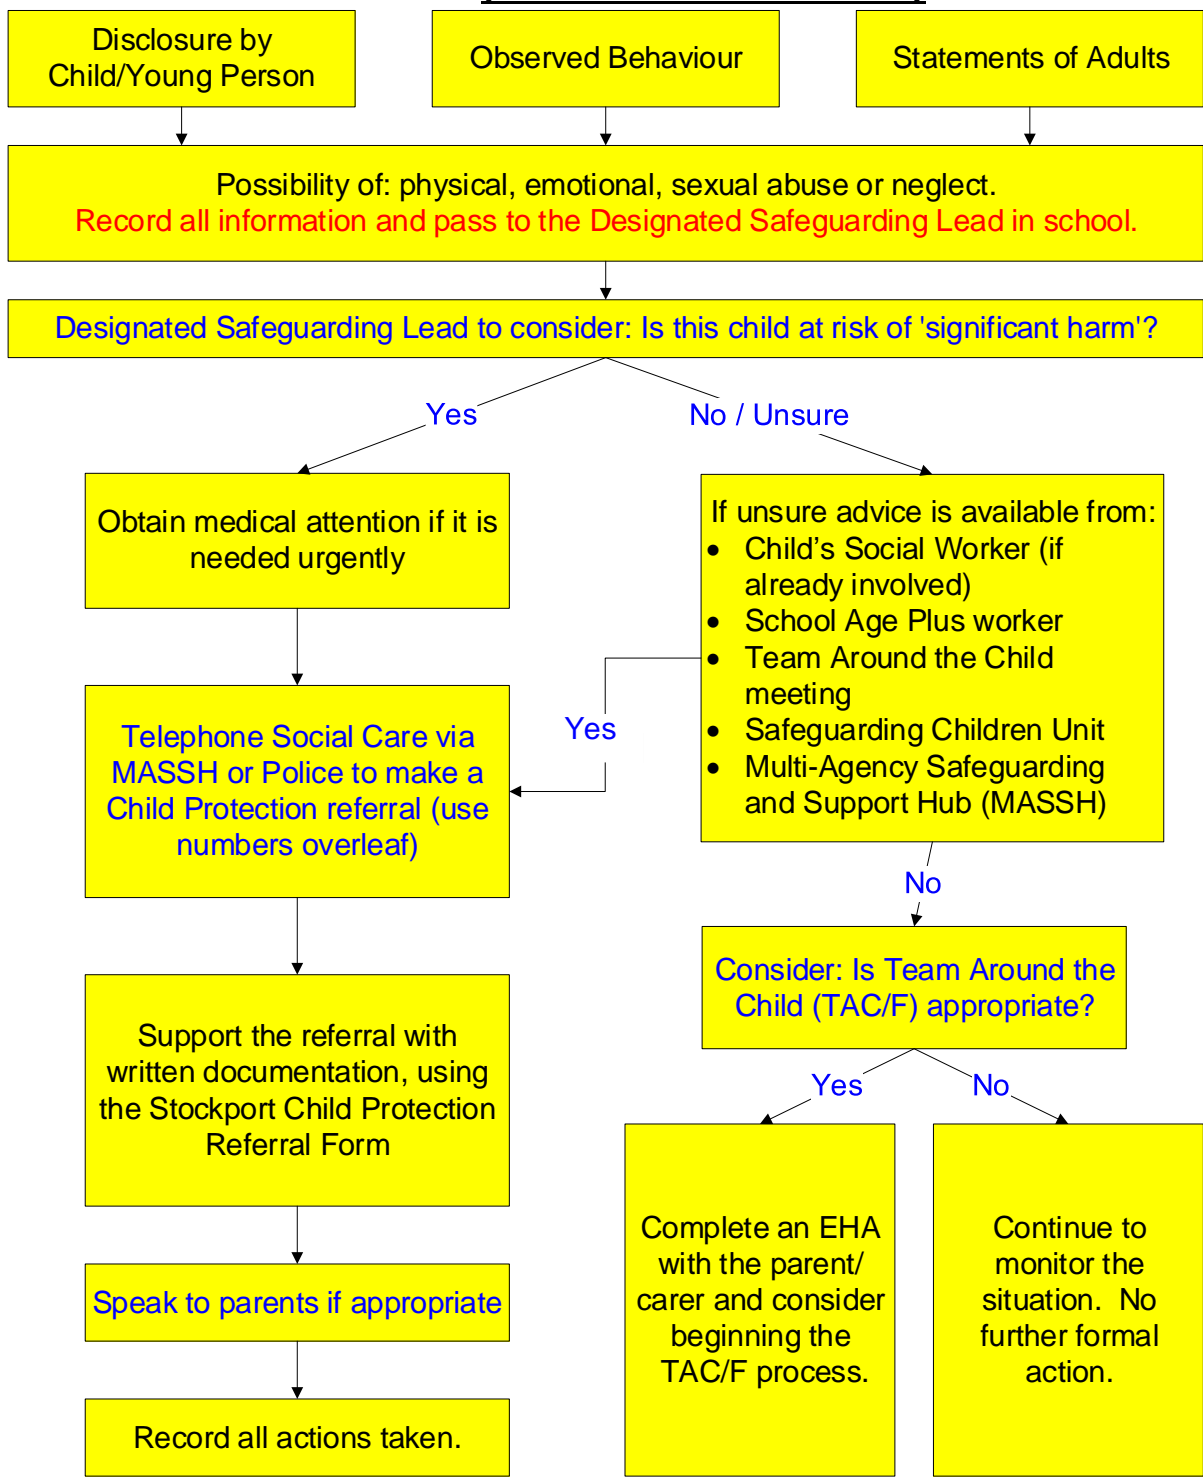 Disclosure by
Child/Young Person
Observed Behaviour
Statements of Adults
Possibility of: physical, emotional, sexual abuse or neglect.
Record all information and pass to the Designated Safeguarding Lead in school.
Designated Safeguarding Lead to consider: Is this child at risk of 'significant harm'?
Yes
No / Unsure
Obtain medical attention if it is
needed urgently
If unsure advice is available from:
• Child’s Social Worker (if
already involved)
• School Age Plus worker
• Team Around the Child
meeting
• Safeguarding Children Unit
• Multi-Agency Safeguarding
and Support Hub (MASSH)
Yes
Telephone Social Care via
MASSH or Police to make a
Child Protection referral (use
numbers overleaf)
No
Consider: Is Team Around the
Child (TAC/F) appropriate?
Support the referral with
written documentation, using
the Stockport Child Protection
Referral Form
Yes
No
Speak to parents if appropriate
Complete an EHA
with the parent/
carer and consider
beginning the
TAC/F process.
Continue to
monitor the
situation.  No
further formal
action.
Record all actions taken.